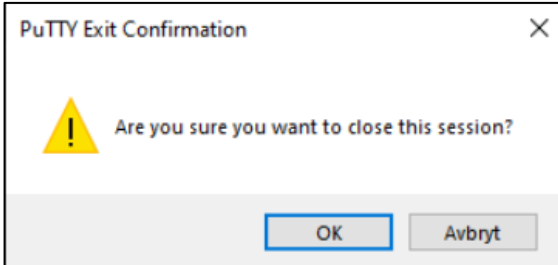 PuTTY Exit Confirmation
Are you sure you want to close this session?
OK Avbryt